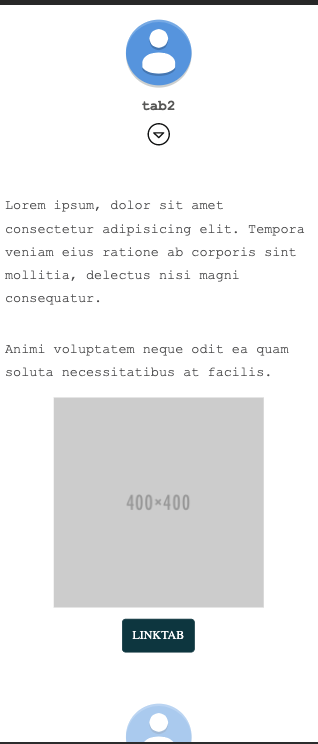 tab2
Lorem ipsum, dolor sit amet
consectetur adipisicing elit. Tempora
veniam eius ratione ab corporis sint
mollitia, delectus nisi magni
consequatur.
Animi voluptatem neque odit ea quam
soluta necessitatibus at facilis.
400×400
LINKTAB